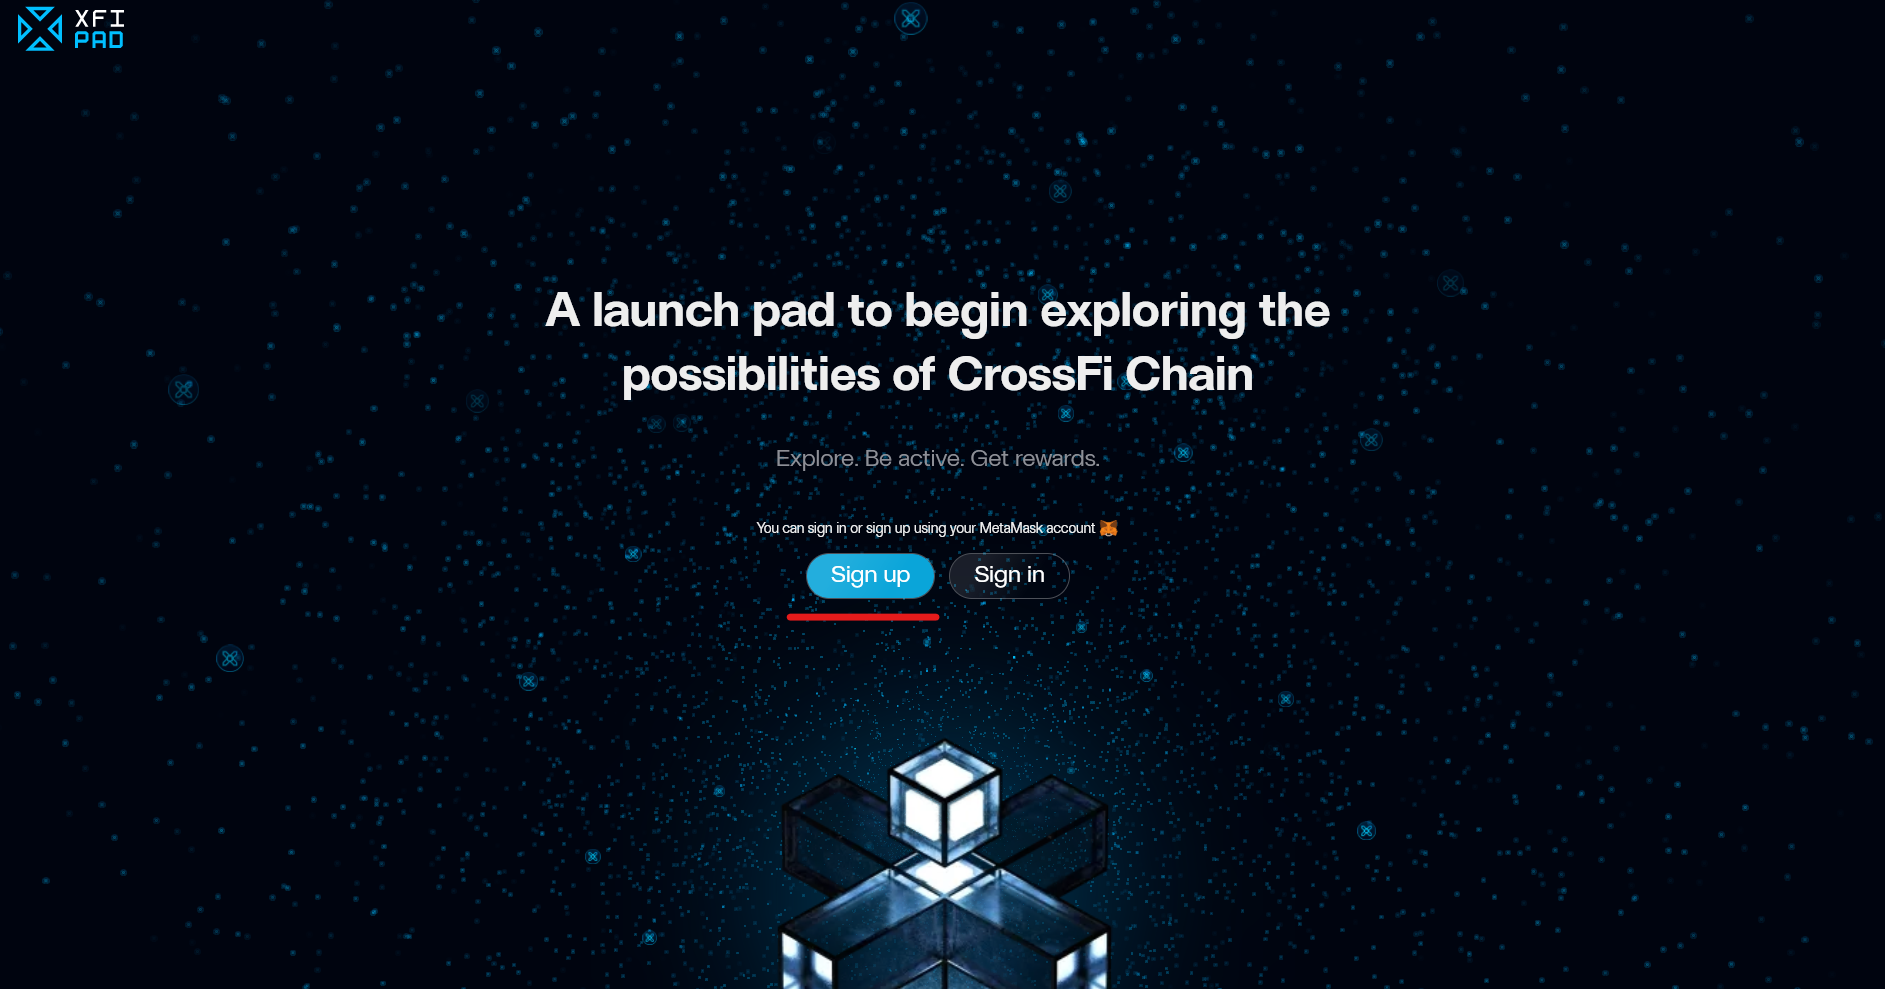 XFI
PAD
A launch pad to begin exploring the
possibilities of CrossFi Chain
Explore. Be active. Get rewards.
You can sign in or sign up using your MetaMask account
Sign up
Sign in